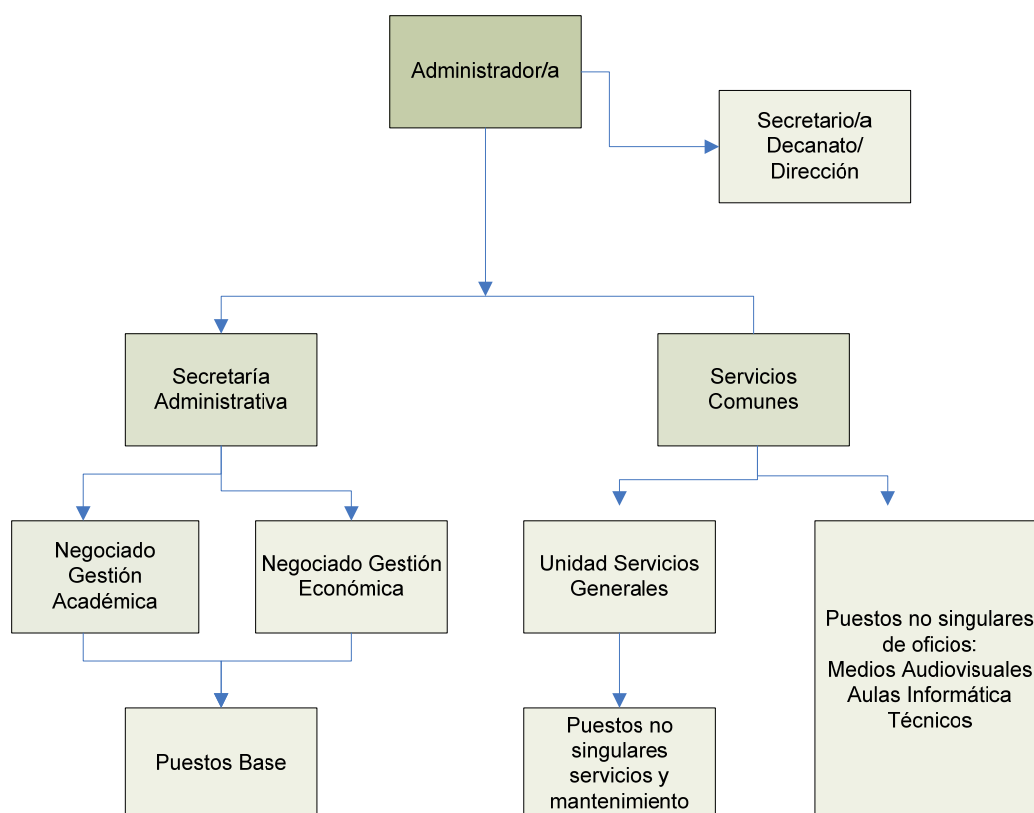 Administrador/a
Secretario/a
Decanato/
Dirección
Secretaría
Administrativa
Servicios
Comunes
Negocíado
Gestión
Académica
Negociado Gestión
Económica
Unidad Servicios
Generales
Puestos no singulares
de oficios:
Medios Audiovisuales
Aulas Informática
Técnicos
Puestos Base
Puestos no
singulares
servicios y
mantenimiento